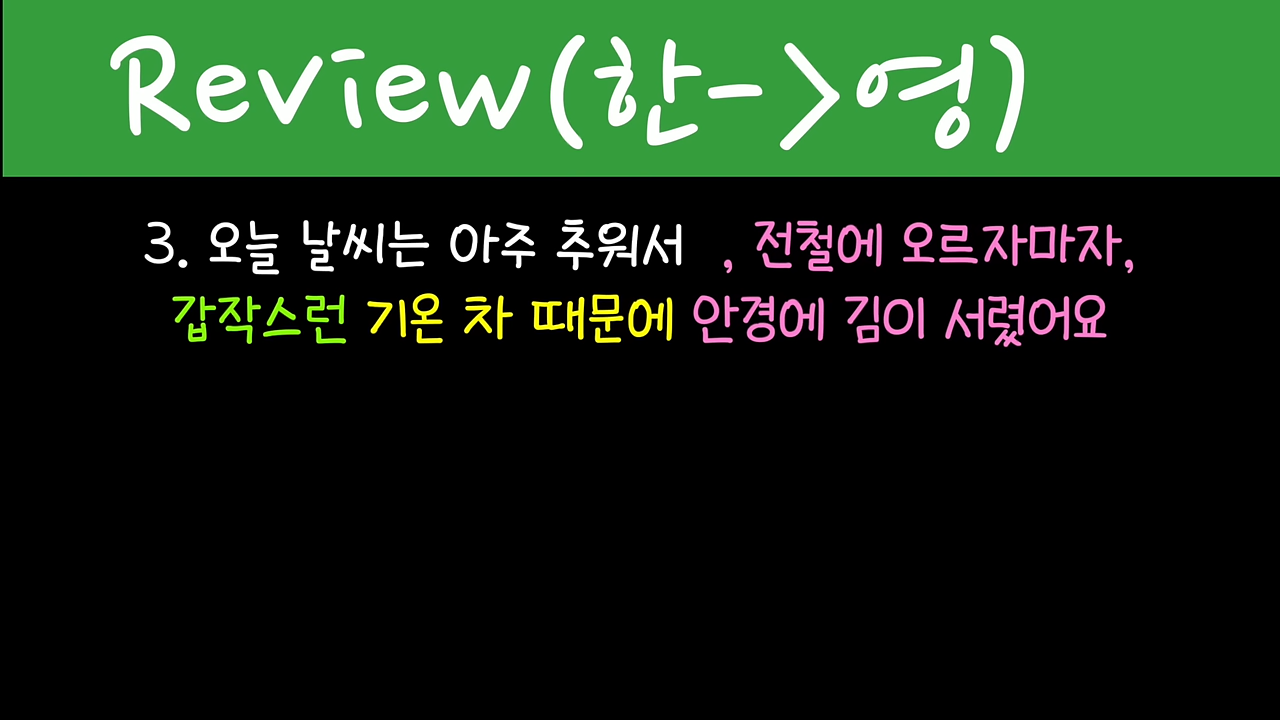 Review(한->영)
3. 오늘 날씨는 아주 추워서 , 전철에 오르자마자,
갑작스런 기온 차 때문에 안경에 김이 서렸어요